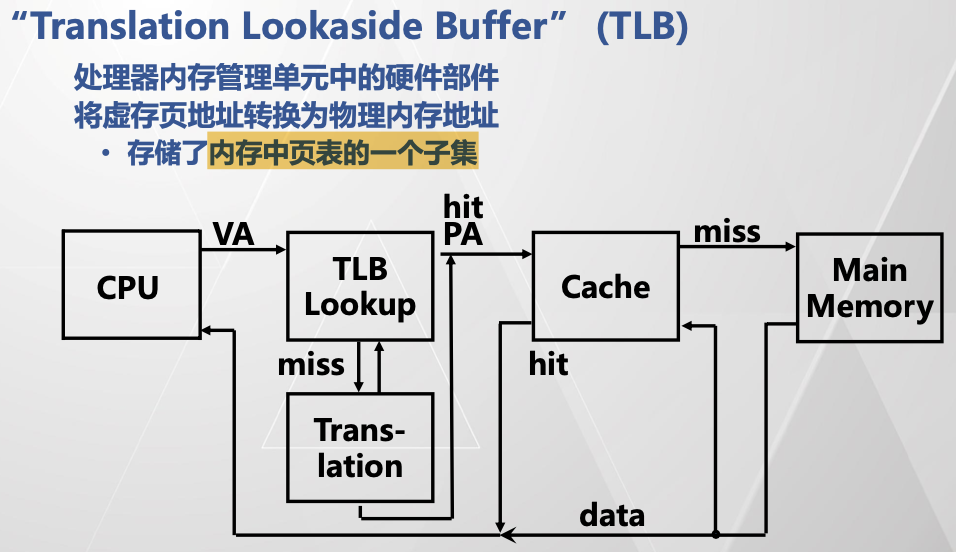 “Translation Lookaside Buffer” (TLB)
处理器内存管理单元中的硬件部件
将虚存页地址转换为物理内存地址
• 存储了内存中页表的一个子集
CPU
VA
TLB
Lookup
hit
PA
Cache
miss
Main
Memory
miss
hit
Trans-
lation
data